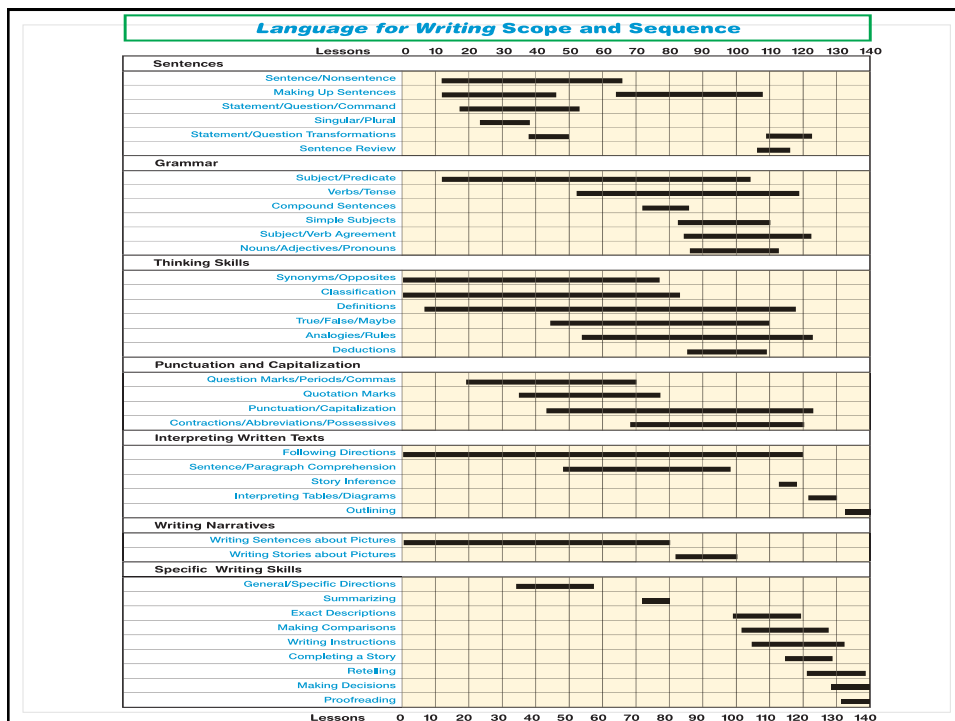 Language for Writing Scope and Sequence
Lessons 0 10 20 30 40 50 60 70 80 90 100 110 120 130 140
Sentences
Sentence/Nonsentence
Making Up Sentences
Statement/Question/Command
Singular/Plural
Statement/Question Transformations
Sentence Review
Grammar
Subject/Predicate
Verbs/Tense
Compound Sentences
Simple Subjects
Subject/Verb Agreement
Nouns/Adjectives/Pronouns
Thinking Skills
Synonyms/Opposites
Classification
Definitions
True/False/Maybe
Analogies/Rules
Deductions
Punctuation and Capitalization
Question Marks/Periods/Commas
Quotation Marks
Punctuation/Capitalization
Contractions/Abbreviations/Possessives
Interpreting Written Texts
Following Directions
Sentence/Paragraph Comprehension
Story Inference
Interpreting Tables/Diagrams
Outlining
Writing Narratives
Writing Sentences about Pictures
Writing Stories about Pictures
Specific Writing Skills
General/Specific Directions
Summarizing
Exact Descriptions
Making Comparisons
Writing Instructions
Completing a Story
Retelling
Making Decisions
Proofreading
Lessons 0 10 20 30 40 50 60 70 80 90 100 110 120 130 140